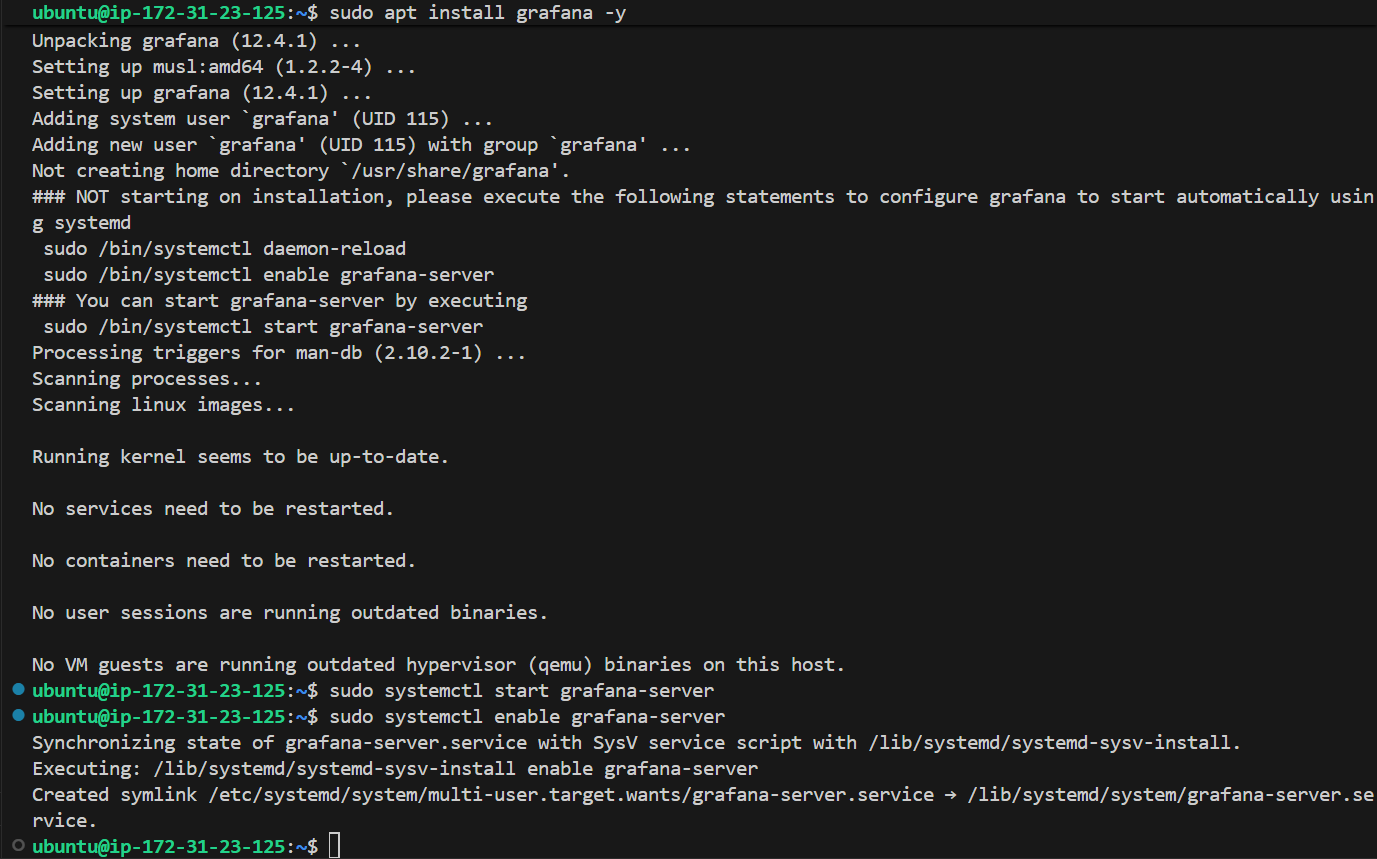 ubuntu@ip-172-31-23-125:~$ sudo apt install grafana -y
Unpacking grafana (12.4.1) ...
Setting up musl:amd64 (1.2.2-4) ...
Setting up grafana (12.4.1) ...
Adding system user `grafana' (UID 115) ...
Adding new user `grafana' (UID 115) with group `grafana' ...
Not creating home directory `/usr/share/grafana'.
### NOT starting on installation, please execute the following statements to configure grafana to start automatically usin
g systemd
 sudo /bin/systemctl daemon-reload
 sudo /bin/systemctl enable grafana-server
### You can start grafana-server by executing
 sudo /bin/systemctl start grafana-server
Processing triggers for man-db (2.10.2-1) ...
Scanning processes...
Scanning linux images...
Running kernel seems to be up-to-date.
No services need to be restarted.
No containers need to be restarted.
No user sessions are running outdated binaries.
No VM guests are running outdated hypervisor (qemu) binaries on this host.
ubuntu@ip-172-31-23-125:~$ sudo systemctl start grafana-server
ubuntu@ip-172-31-23-125:~$ sudo systemctl enable grafana-server
Synchronizing state of grafana-server.service with SysV service script with /lib/systemd/systemd-sysv-install.
Executing: /lib/systemd/systemd-sysv-install enable grafana-server
Created symlink /etc/systemd/system/multi-user.target.wants/grafana-server.service → /lib/systemd/system/grafana-server.se
rvice.
ubuntu@ip-172-31-23-125:~$